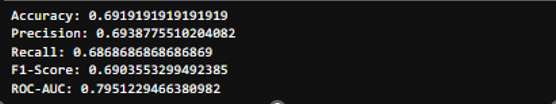 Accuracy: 0.6919191919191919
Precision: 0.6938775510204082
Recall: 0.6868686868686869
F1-Score: 0.6903553299492385
ROC-AUC: 0.7951229466380982